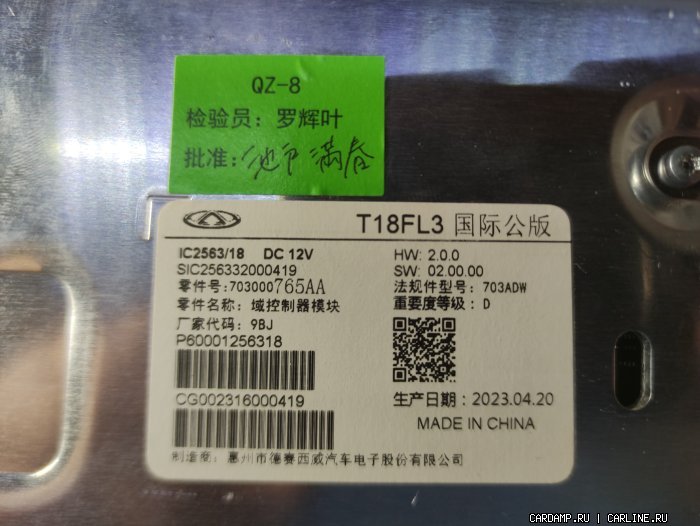 QZ-8
检验员：罗辉叶
批准：
T18FL3 国际公版
IC2563/18 DC 12V
HW: 2.0.0
SIC256332000419
SW: 02.00.00
零件号:703000765AA
法规件型号: 703ADW
零件名称: 域控制器模块
重要度等级: D
厂家代码: 9BJ
P60001256318
CG002316000419
生产日期: 2023.04.20
MADE IN CHINA
制造商: 惠州市德赛西威汽车电子股份有限公司
CARDAMP.RU | CARLINE.RU